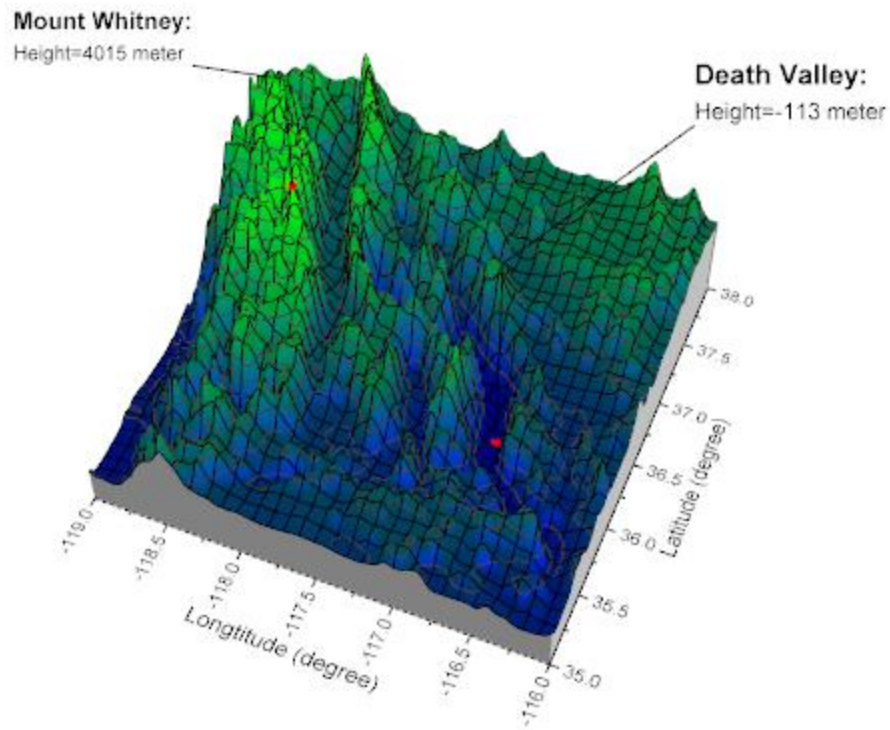 Mount Whitney:
Height=4015 meter
Death Valley:
Height=-113 meter
38.0
37.5
37.0
36.5
36.0
35.5
35.0
Latitude (degree)
-119.0
-118.5
-118.0
-117.5
-117.0
-116.5
-116.0
Longtitude (degree)